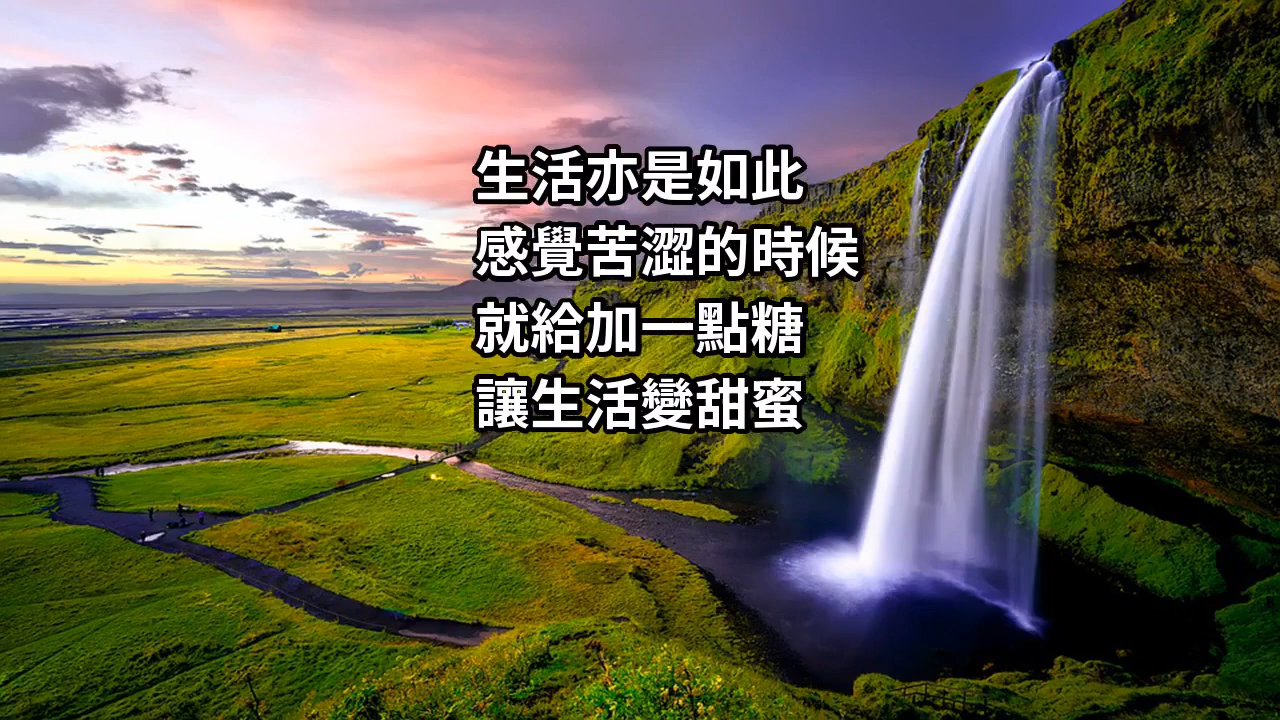 生活亦是如此
感覺苦澀的時候
就給加一點糖
讓生活變甜蜜